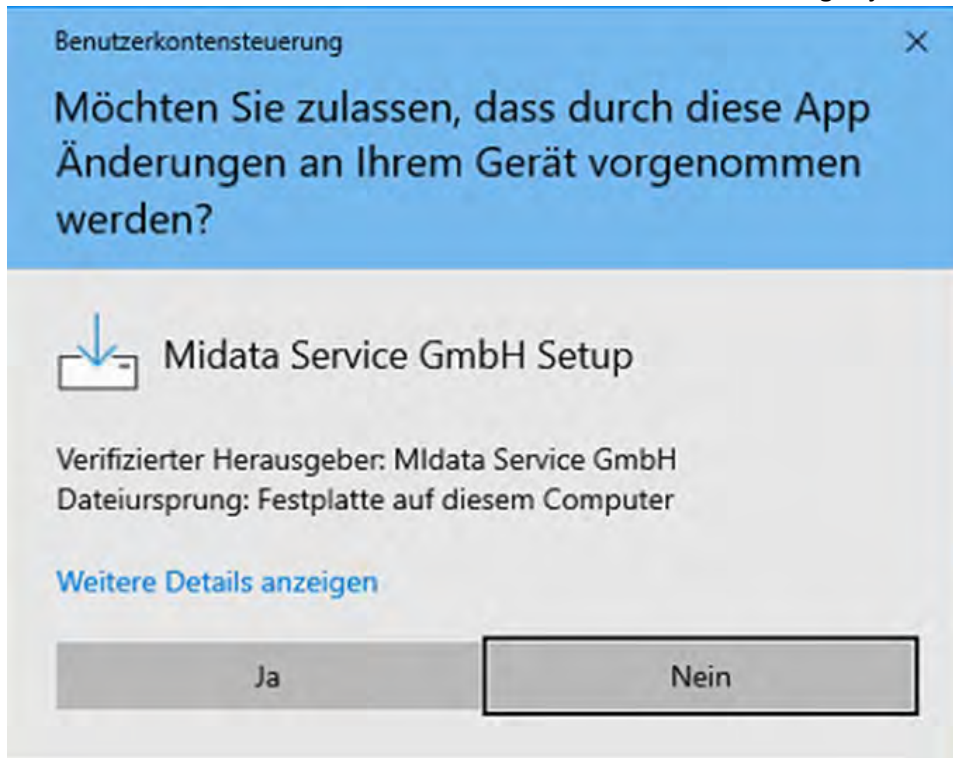 Benutzerkontensteuerung
Möchten Sie zulassen, dass durch diese App
Änderungen an Ihrem Gerät vorgenommen
werden?
Midata Service GmbH Setup
Verifizierter Herausgeber: MIdata Service GmbH
Dateiursprung: Festplatte auf diesem Computer
Weitere Details anzeigen
Ja
Nein